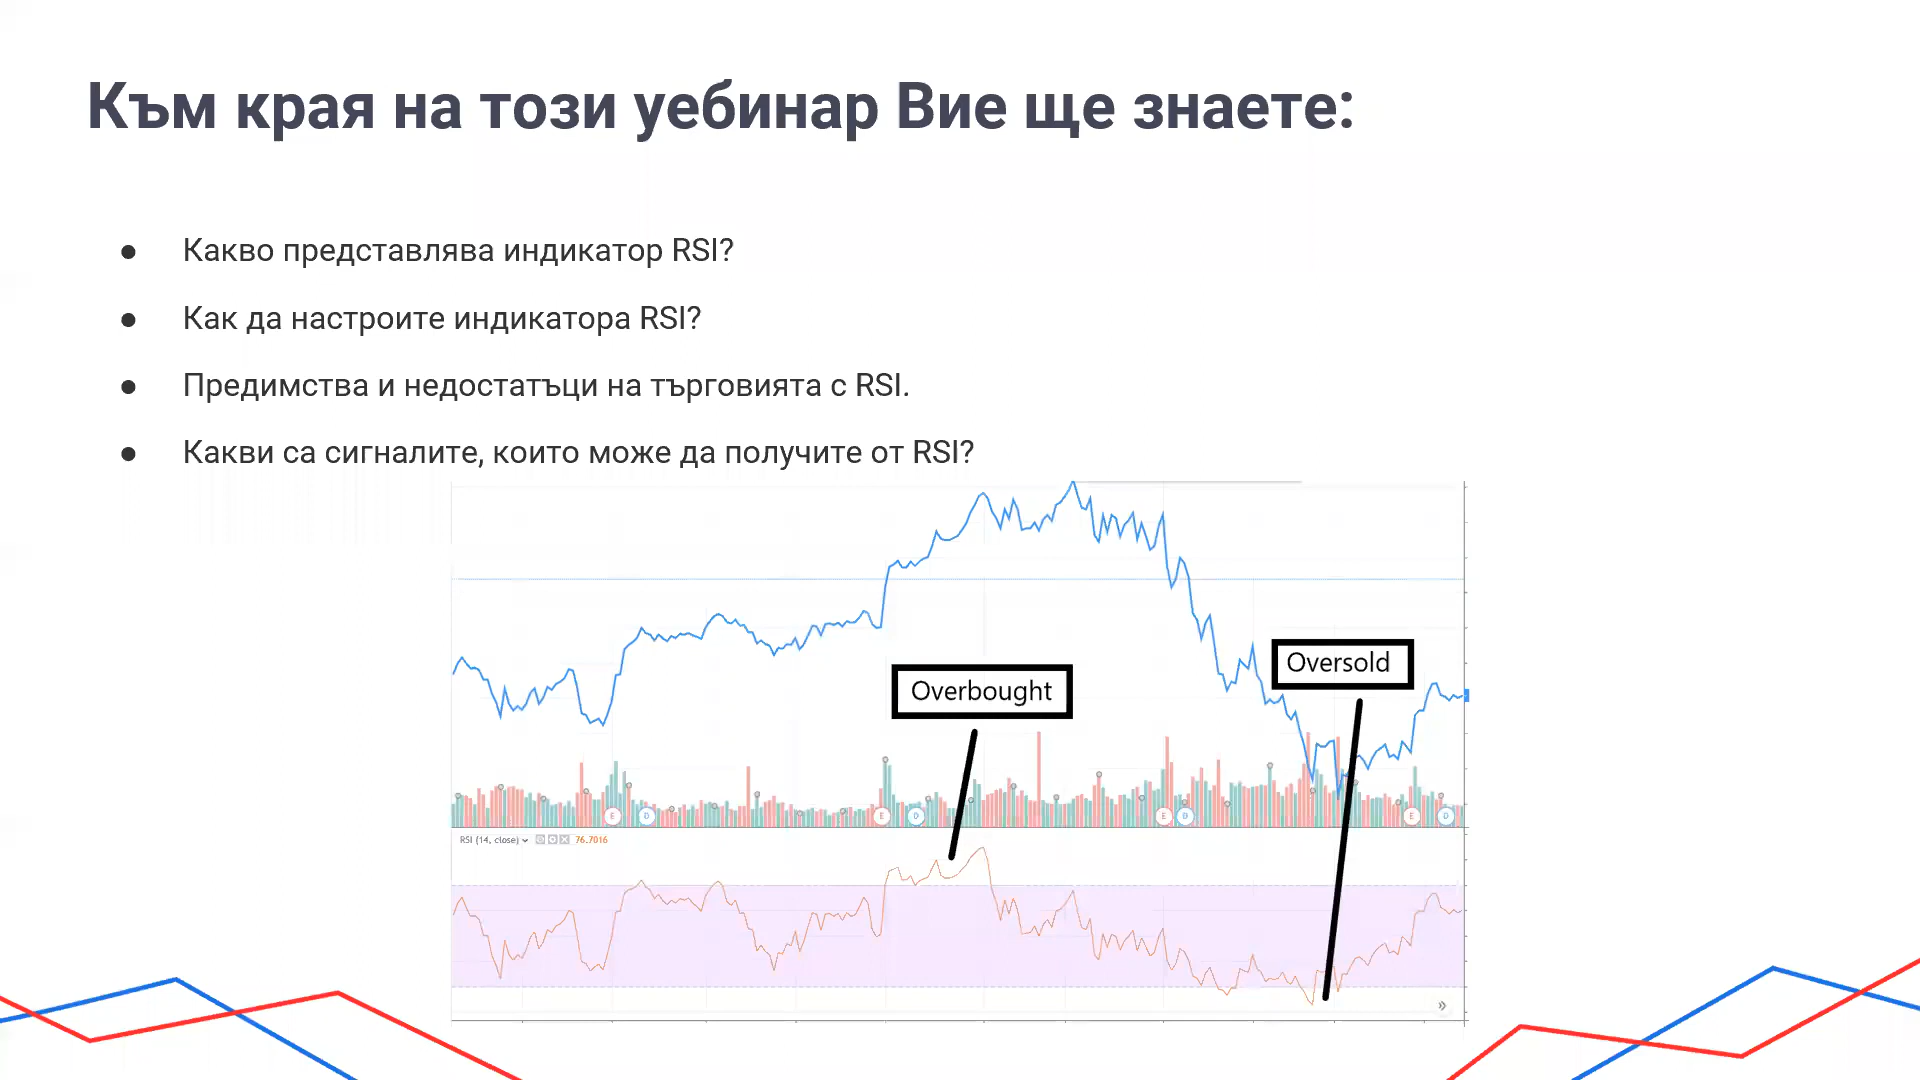 Към края на този уебинар Вие ще знаете:
● Какво представлява индикатор RSI?
● Как да настроите индикатора RSI?
● Предимства и недостатъци на търговията с RSI.
● Какви са сигналите, които може да получите от RSI?
Oversold
Overbought
E D E D E D E D
RSI (14, close) 76.7016